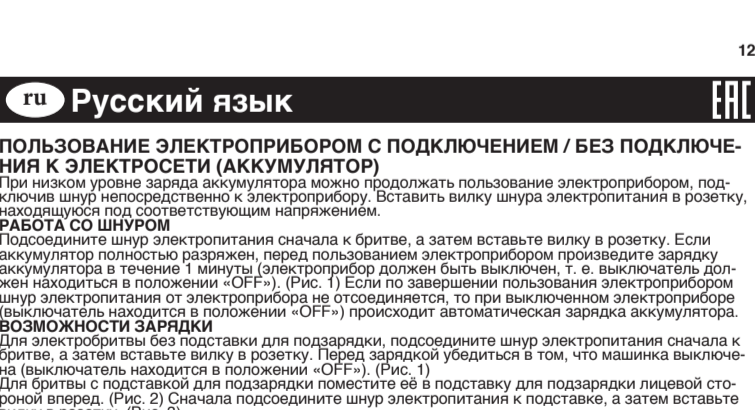 12
ru Русский язык EAC
ПОЛЬЗОВАНИЕ ЭЛЕКТРОПРИБОРОМ С ПОДКЛЮЧЕНИЕМ / БЕЗ ПОДКЛЮЧЕ-
НИЯ К ЭЛЕКТРОСЕТИ (АККУМУЛЯТОР)
При низком уровне заряда аккумулятора можно продолжать пользование электроприбором, под-
ключив шнур непосредственно к электроприбору. Вставить вилку шнура электропитания в розетку,
находящуюся под соответствующим напряжением.
РАБОТА СО ШНУРОМ
Подсоедините шнур электропитания сначала к бритве, а затем вставьте вилку в розетку. Если
аккумулятор полностью разряжен, перед пользованием электроприбором произведите зарядку
аккумулятора в течение 1 минуты (электроприбор должен быть выключен, т. е. выключатель дол-
жен находиться в положении «OFF»). (Рис. 1) Если по завершении пользования электроприбором
шнур электропитания от электроприбора не отсоединяется, то при выключенном электроприборе
(выключатель находится в положении «OFF») происходит автоматическая зарядка аккумулятора.
ВОЗМОЖНОСТИ ЗАРЯДКИ
Для электробритвы без подставки для подзарядки, подсоедините шнур электропитания сначала к
бритве, а затем вставьте вилку в розетку. Перед зарядкой убедиться в том, что машинка выключе-
на (выключатель находится в положении «OFF»). (Рис. 1)
Для бритвы с подставкой для подзарядки поместите её в подставку для подзарядки лицевой сто-
роной вперед. (Рис. 2) Сначала подсоедините шнур электропитания к подставке, а затем вставьте